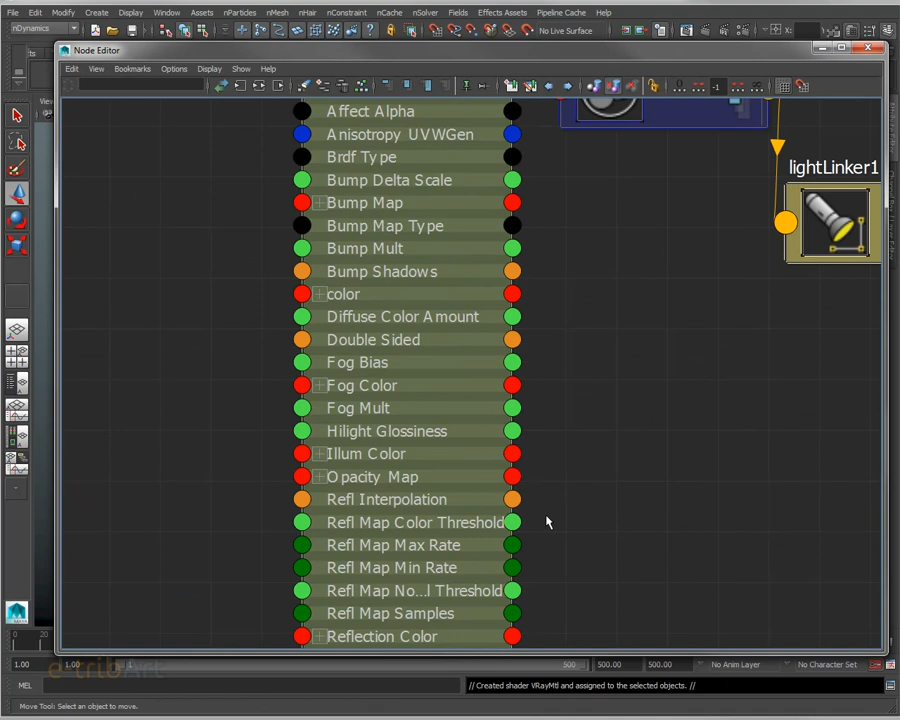 File Edit Modify Create Display Window Assets nParticles nMesh nHair nConstraint nCache nSolver Fields Effects Assets Pipeline Cache Help
nDynamics No Live Surface X: Y: Z:
Node Editor
Edit View Bookmarks Options Display Show Help
-1
Affect Alpha
Anisotropy UVWGen
Brdf Type
Bump Delta Scale
Bump Map
Bump Map Type
Bump Mult
Bump Shadows
color
Diffuse Color Amount
Double Sided
Fog Bias
Fog Color
Fog Mult
Hilight Glossiness
Illum Color
Opacity Map
Refl Interpolation
Refl Map Color Threshold
Refl Map Max Rate
Refl Map Min Rate
Refl Map No...l Threshold
Refl Map Samples
Reflection Color
lightLinker1
0 20
1.00 1.00 1 500 500.00 500.00 No Anim Layer No Character Set
e-tribArt
MEL // Created shader VRayMtl and assigned to the selected objects. //
Move Tool: Select an object to move.